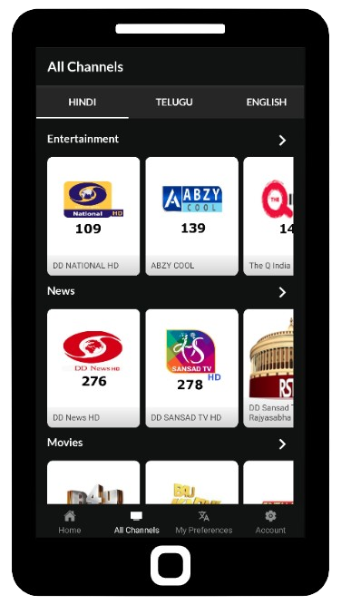 All Channels
HINDI TELUGU ENGLISH
Entertainment
National HD
109
DD NATIONAL HD
ABZY
COOL
139
ABZY COOL
THE
Q
14
The Q India
News
DD News HD
276
DD News HD
SANSAD TV
HD
278
DD SANSAD TV HD
RS
DD Sansad T
Rajyasabha
Movies
B4U
Home All Channels My Preferences Account